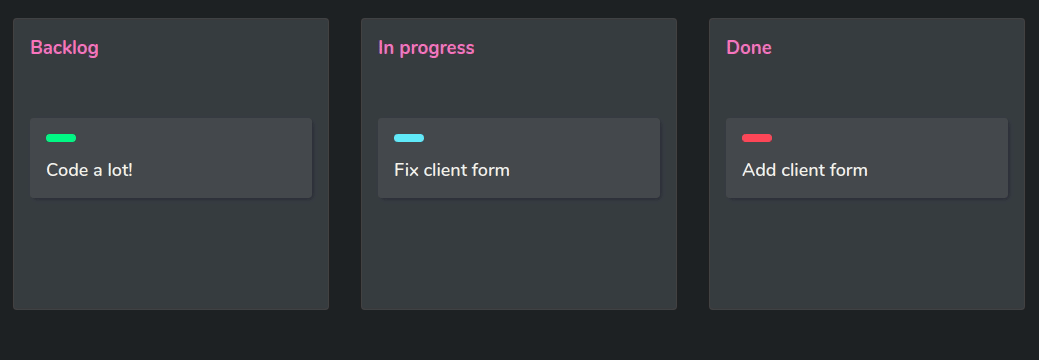 Backlog
Code a lot!
In progress
Fix client form
Done
Add client form